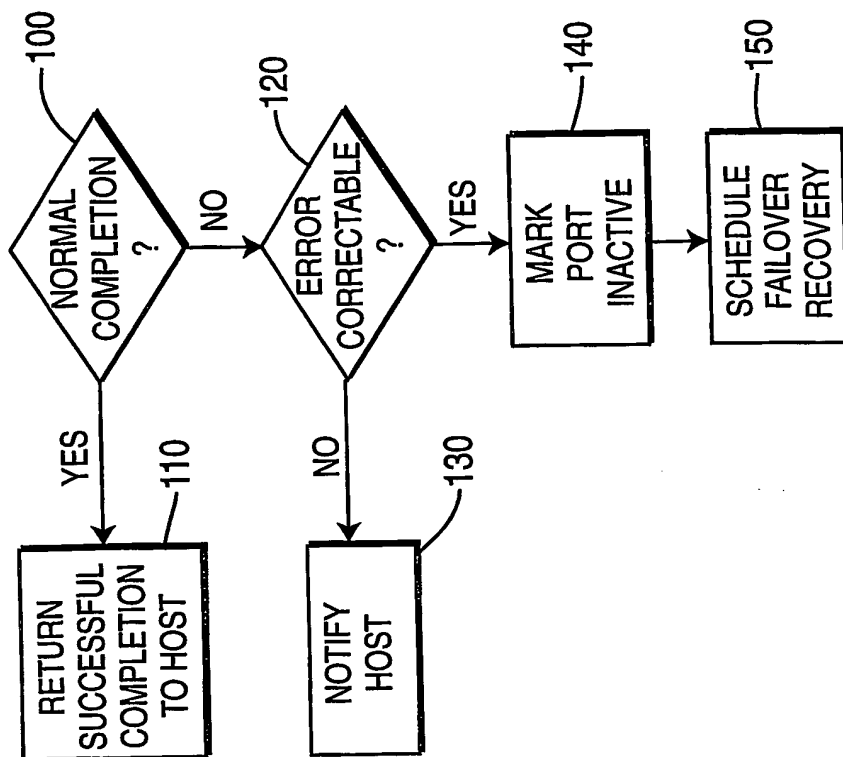 100
NORMAL
COMPLETION
?
YES
110
RETURN
SUCCESSFUL
COMPLETION
TO HOST
NO
120
ERROR
CORRECTABLE
?
NO
130
NOTIFY
HOST
YES
140
MARK
PORT
INACTIVE
150
SCHEDULE
FAILOVER
RECOVERY